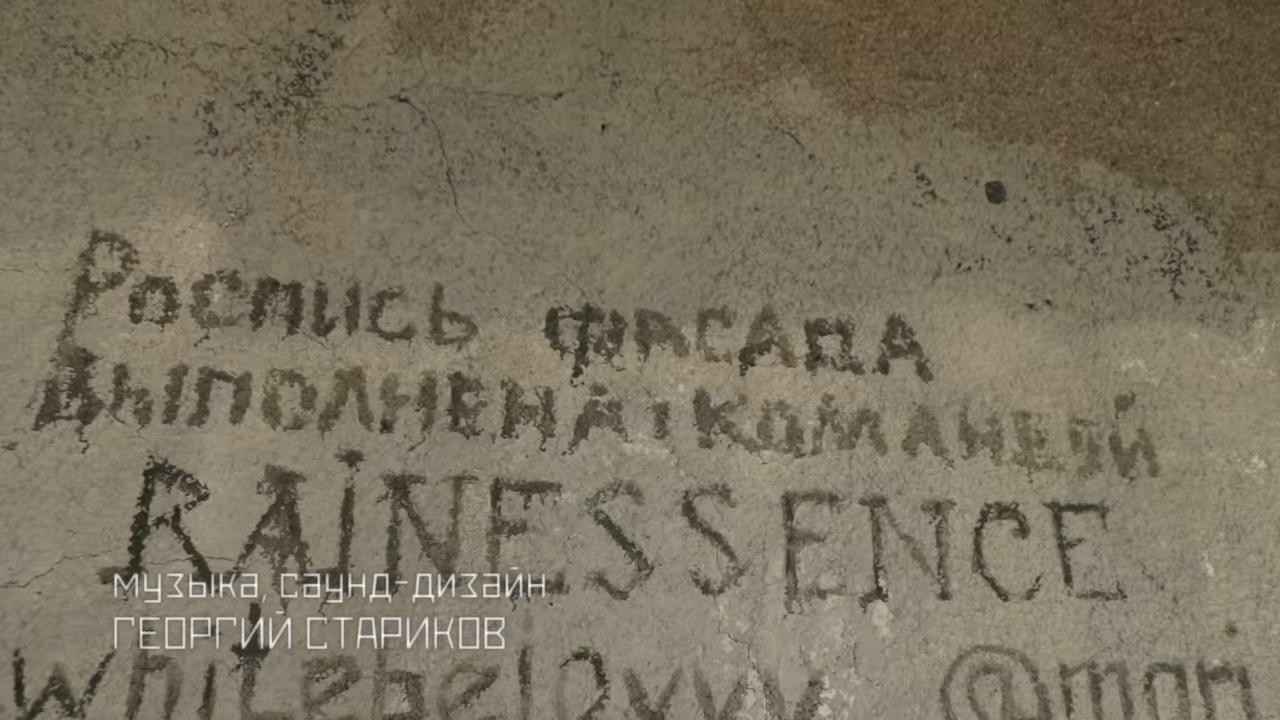 Роспись ФАСАДА
ВЫПОЛНЕНА КОМАНДОЙ
RAiNESSENCE
музыка, саунд-дизайн
ГЕОРГИЙ СТАРИКОВ